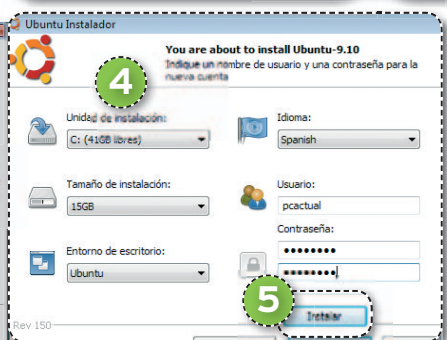 Ubuntu Instalador
You are about to install Ubuntu-9.10
Indique un nombre de usuario y una contraseña para la
nueva cuenta
4
Unidad de instalación:
C: (41GB libres)
Idioma:
Spanish
Tamaño de instalación:
15GB
Usuario:
pcactual
Contraseña:
Entorno de escritorio:
Ubuntu
5
Instalar
Rev 150